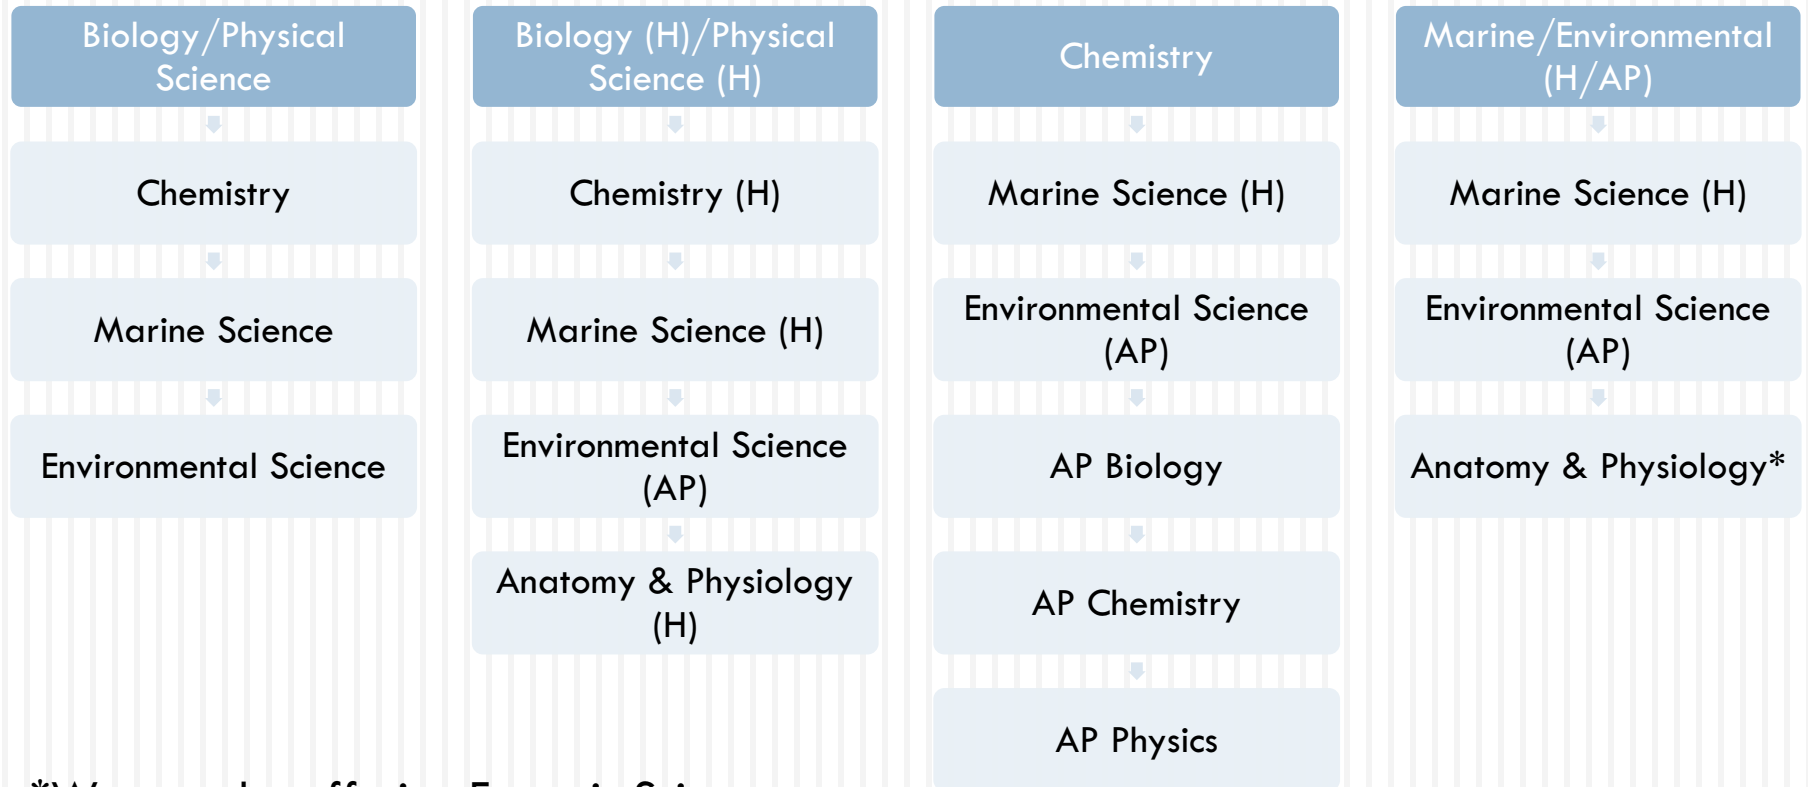 Biology/Physical
Science
Chemistry
Marine Science
Environmental Science
Biology (H)/Physical
Science (H)
Chemistry (H)
Marine Science (H)
Environmental Science
(AP)
Anatomy & Physiology
(H)
Chemistry
Marine Science (H)
Environmental Science
(AP)
AP Biology
AP Chemistry
AP Physics
Marine/Environmental
(H/AP)
Marine Science (H)
Environmental Science
(AP)
Anatomy & Physiology*